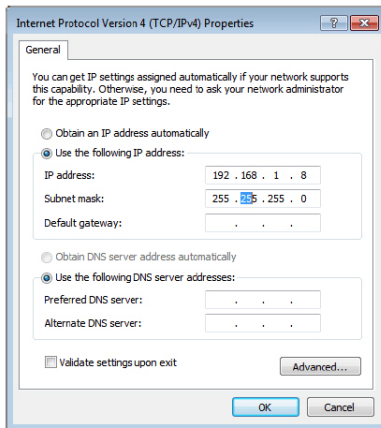 Internet Protocol Version 4 (TCP/IPv4) Properties
General
You can get IP settings assigned automatically if your network supports
this capability. Otherwise, you need to ask your network administrator
for the appropriate IP settings.
Obtain an IP address automatically
Use the following IP address:
IP address: 192 . 168 . 1 . 8
Subnet mask: 255 . 255 . 255 . 0
Default gateway: . . .
Obtain DNS server address automatically
Use the following DNS server addresses:
Preferred DNS server: . . .
Alternate DNS server: . . .
Validate settings upon exit
Advanced...
OK Cancel